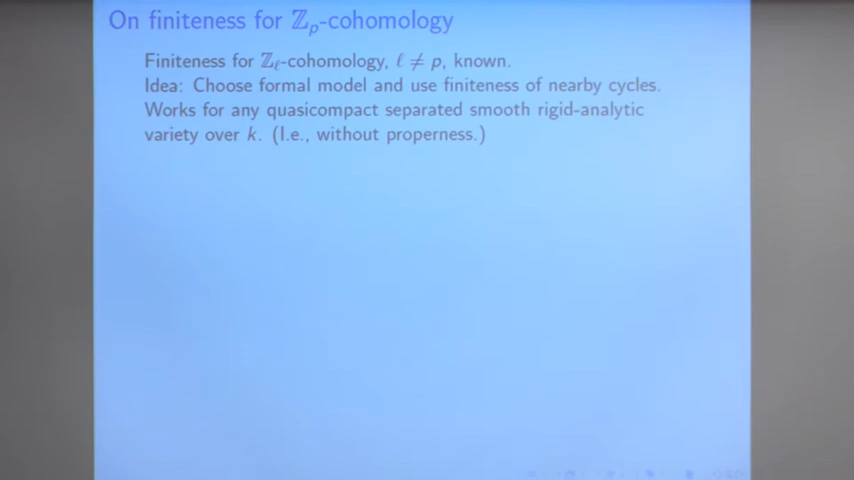 On finiteness for ℤₚ-cohomology
Finiteness for ℤ_ℓ-cohomology, ℓ ≠ p, known.
Idea: Choose formal model and use finiteness of nearby cycles.
Works for any quasicompact separated smooth rigid-analytic
variety over k. (I.e., without properness.)